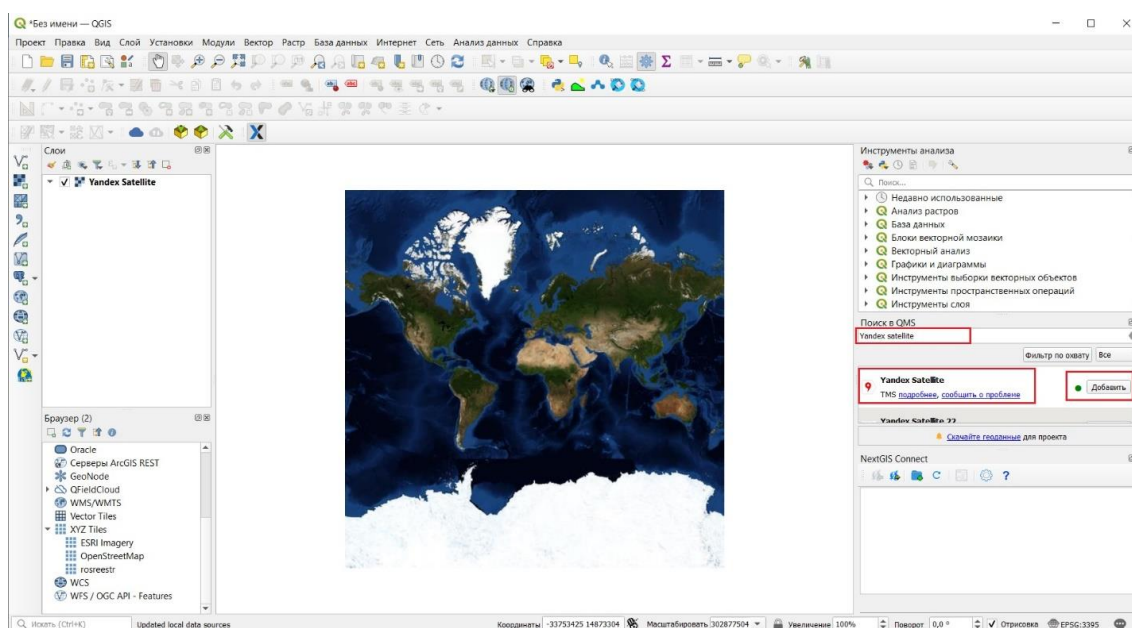 *Без имени — QGIS
Проект Правка Вид Слой Установки Модули Вектор Растр База данных Интернет Сеть Анализ данных Справка
Слои
Yandex Satellite
Браузер (2)
Oracle
Серверы ArcGIS REST
GeoNode
QFieldCloud
WMS/WMTS
Vector Tiles
XYZ Tiles
ESRI Imagery
OpenStreetMap
rosreestr
WCS
WFS / OGC API - Features
Инструменты анализа
Поиск...
Недавно использованные
Анализ растров
База данных
Блоки векторной мозаики
Векторный анализ
Графики и диаграммы
Инструменты выборки векторных объектов
Инструменты пространственных операций
Инструменты слоя
Поиск в QMS
Yandex satellite
Фильтр по охвату Все
Yandex Satellite
TMS подробнее, сообщить о проблеме
Добавить
Yandex Satellite 22
Скачайте геоданные для проекта
NextGIS Connect
Искать (Ctrl+K) Updated local data sources Координаты -33753425 14873304 Масштабировать 302877504 Увеличение 100% Поворот 0,0 ° Отрисовка EPSG:3395